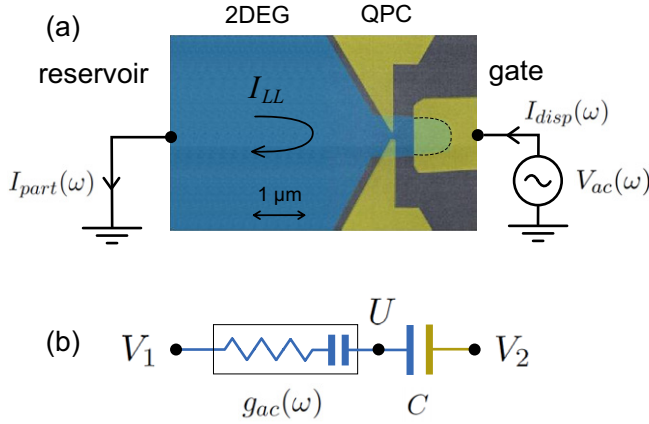 (a)
2DEG QPC
reservoir
gate
I_{LL}
I_{disp}(ω)
I_{part}(ω)
V_{ac}(ω)
1 μm
(b)
V_1
U
V_2
g_{ac}(ω)
C